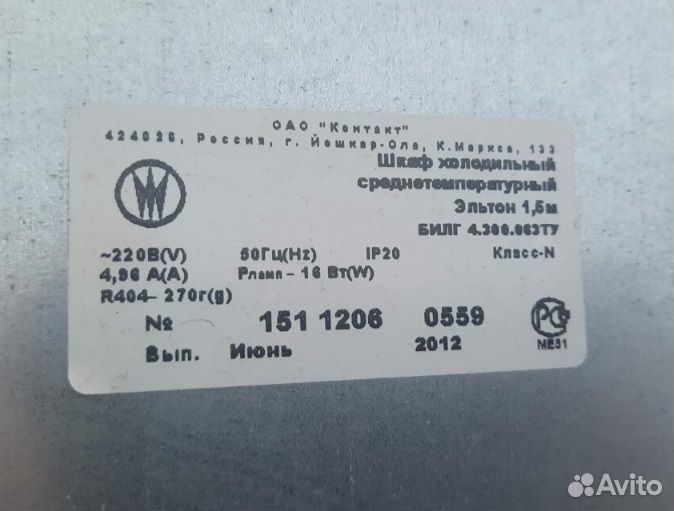 ОАО "Контакт"
424026, Россия, г. Йошкар-Ола, К.Маркса, 133
Шкаф холодильный
среднетемпературный
Эльтон 1,5м
БИЛГ 4.300.063ТУ
~220В(V) 50Гц(Hz) IP20 Класс-N
4,96 А(A) Рламп - 16 Вт(W)
R404- 270г(g)
№ 151 1206 0559
Вып. Июнь 2012
РС
МЕ31
Avito